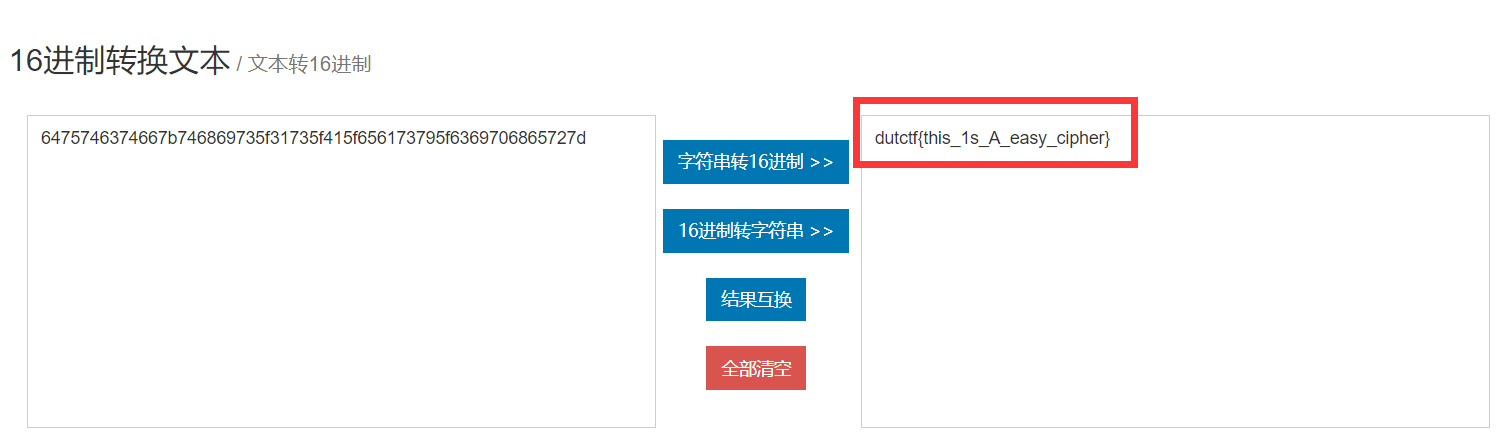 16进制转换文本 / 文本转16进制
6475746374667b746869735f31735f415f656173795f6369706865727d
字符串转16进制 >>
16进制转字符串 >>
结果互换
全部清空
dutctf{this_1s_A_easy_cipher}